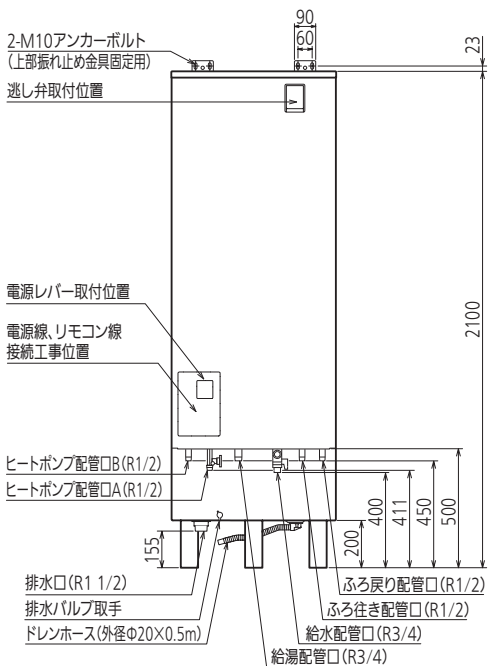 90
60
23
2-M10アンカーボルト
(上部振れ止め金具固定用)
逃し弁取付位置
2100
電源レバー取付位置
電源線、リモコン線
接続工事位置
ヒートポンプ配管口B(R1/2)
ヒートポンプ配管口A(R1/2)
155
200
400
411
450
500
排水口(R1 1/2)
排水バルブ取手
ドレンホース(外径Φ20×0.5m)
ふろ戻り配管口(R1/2)
ふろ往き配管口(R1/2)
給水配管口(R3/4)
給湯配管口(R3/4)